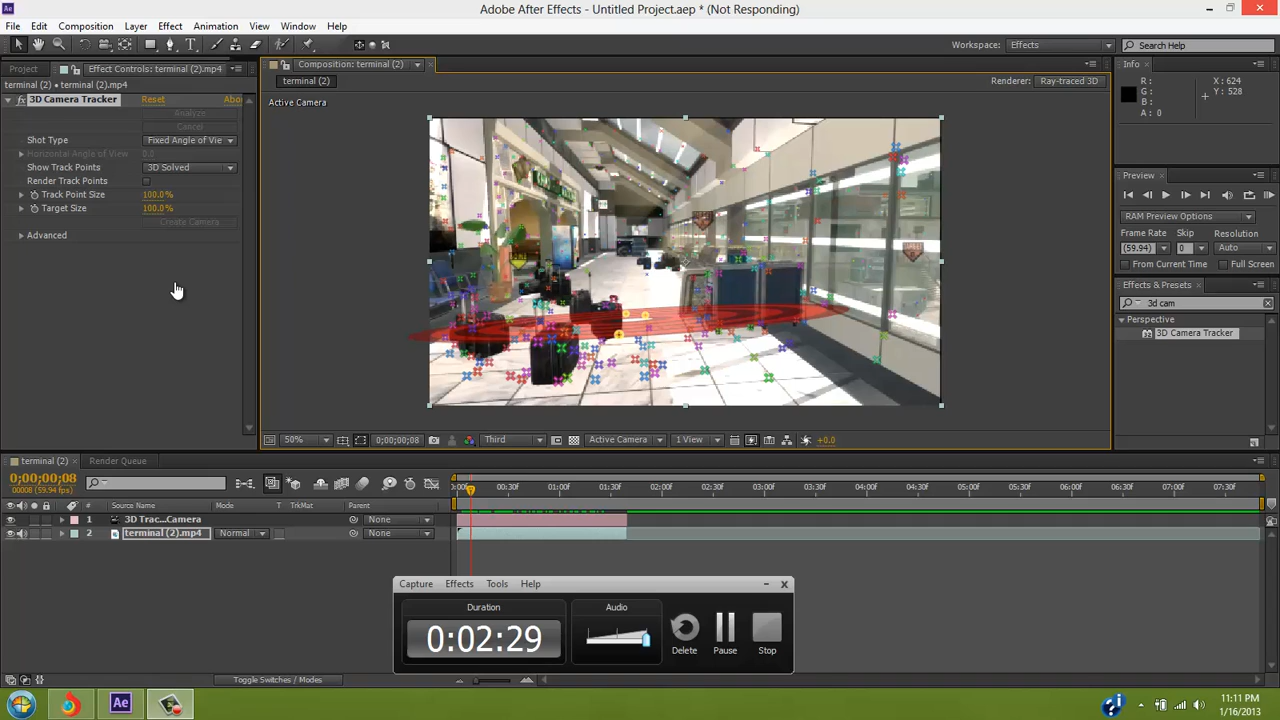 Adobe After Effects - Untitled Project.aep * (Not Responding)
File Edit Composition Layer Effect Animation View Window Help
Workspace: Effects
Search Help
Project
Effect Controls: terminal (2).mp4
terminal (2) • terminal (2).mp4
3D Camera Tracker Reset Abo
Analyze
Cancel
Shot Type Fixed Angle of Vie
Horizontal Angle of View 0.0
Show Track Points 3D Solved
Render Track Points
Track Point Size 100.0%
Target Size 100.0%
Create Camera
Advanced
Composition: terminal (2)
terminal (2)
Renderer: Ray-traced 3D
Active Camera
50% 0;00;00;08 Third Active Camera 1 View +0.0
Info
R: X: 624
G: Y: 528
B:
A: 0
Preview
RAM Preview Options
Frame Rate Skip Resolution
(59.94) 0 Auto
From Current Time Full Screen
Effects & Presets
3d cam
Perspective
3D Camera Tracker
terminal (2) Render Queue
0;00;00;08
00008 (59.94 fps)
Source Name Mode T TrkMat Parent
1 3D Trac...Camera None
2 terminal (2).mp4 Normal None
0:00f 00:30f 01:00f 01:30f 02:00f 02:30f 03:00f 03:30f 04:00f 04:30f 05:00f 05:30f 06:00f 06:30f 07:00f 07:30f
Toggle Switches / Modes
Capture Effects Tools Help
Duration Audio
0:02:29
Delete Pause Stop
Ae
11:11 PM
1/16/2013